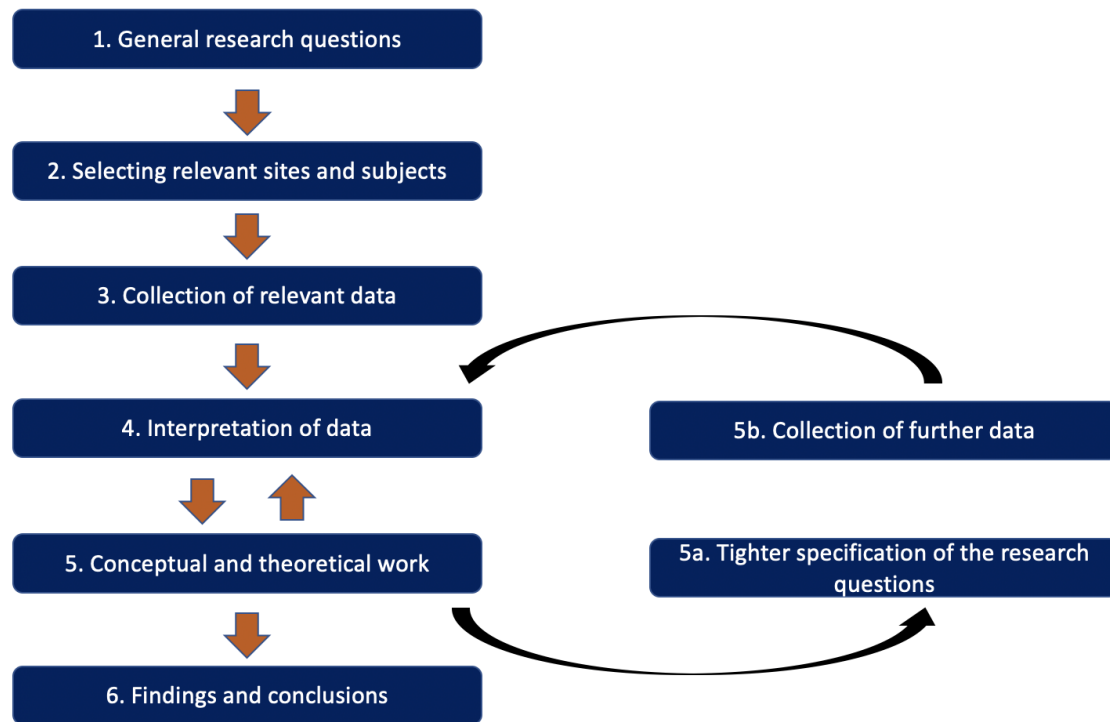 1. General research questions
2. Selecting relevant sites and subjects
3. Collection of relevant data
4. Interpretation of data
5b. Collection of further data
5. Conceptual and theoretical work
5a. Tighter specification of the research
questions
6. Findings and conclusions